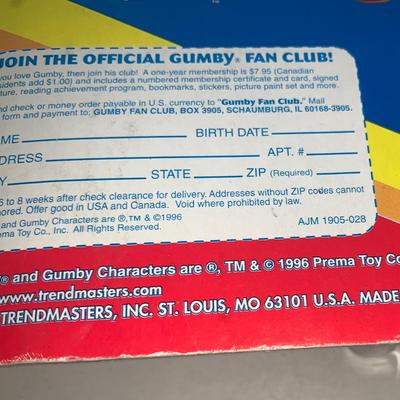 JOIN THE OFFICIAL GUMBY® FAN CLUB!
you love Gumby, then join his club! A one-year membership is $7.95 (Canadian
sidents add $1.00) and includes a numbered membership certificate and card, signed
ture, reading achievement program, bookmarks, stickers, picture paint set and more.
nd check or money order payable in U.S. currency to "Gumby Fan Club." Mail
form and payment to: GUMBY FAN CLUB, BOX 3905, SCHAUMBURG, IL 60168-3905.
ME BIRTH DATE
DRESS APT. #
Y STATE ZIP (Required)
6 to 8 weeks after check clearance for delivery. Addresses without ZIP codes cannot
nored. Offer good in USA and Canada. Void where prohibited by law.
and Gumby Characters are ®,TM & ©1996
ema Toy Co., Inc. All Rights Reserved. AJM 1905-028
® and Gumby Characters are ®, TM & © 1996 Prema Toy Co.
www.trendmasters.com
TRENDMASTERS, INC. ST. LOUIS, MO 63101 U.S.A. MADE